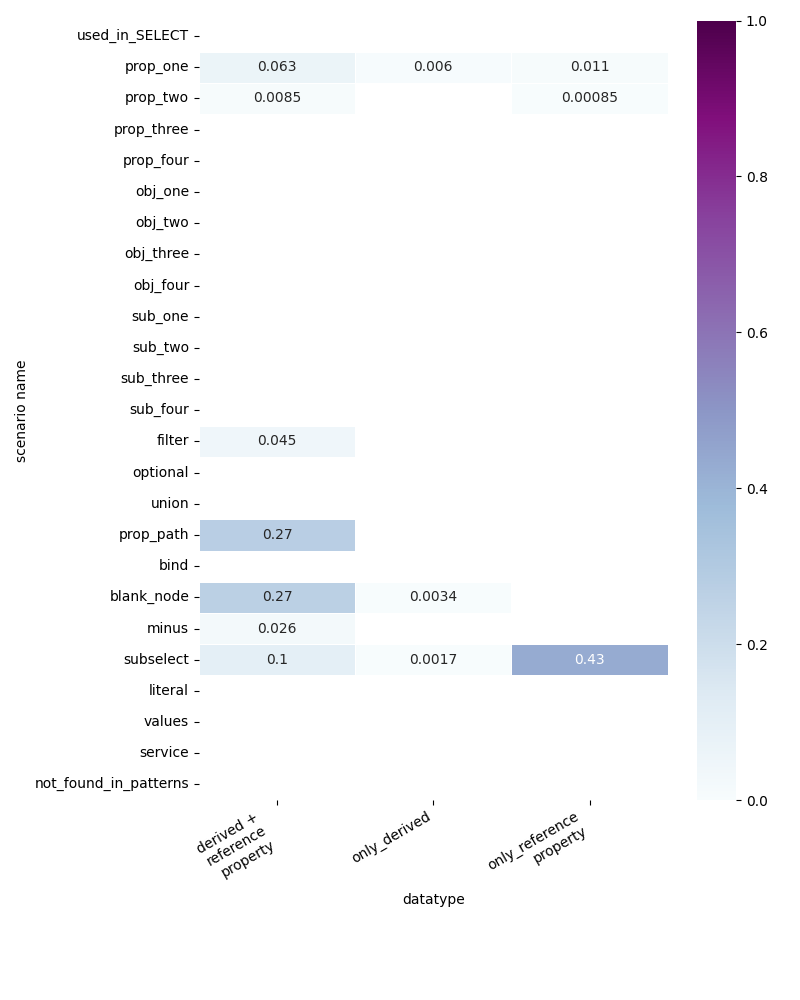 used_in_SELECT
prop_one 0.063 0.006 0.011
prop_two 0.0085 0.00085
prop_three
prop_four
obj_one
obj_two
obj_three
obj_four
sub_one
sub_two
sub_three
sub_four
filter 0.045
optional
union
prop_path 0.27
bind
blank_node 0.27 0.0034
minus 0.026
subselect 0.1 0.0017 0.43
literal
values
service
not_found_in_patterns
scenario name
derived +
reference
property
only_derived
only_reference
property
datatype
1.0
0.8
0.6
0.4
0.2
0.0